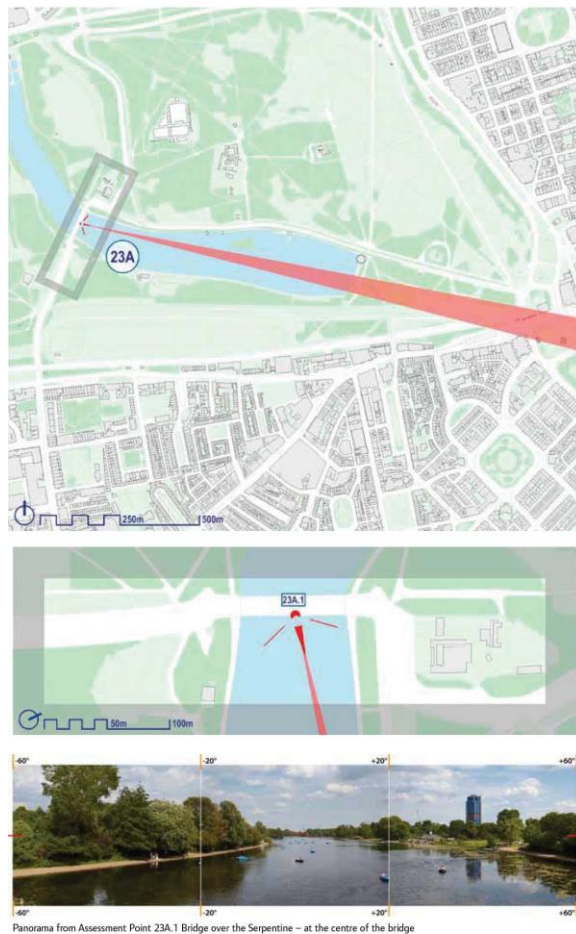 23A
250m 500m
23A.1
50m 100m
-60° -20° +20° +60°
-60° -20° +20° +60°
Panorama from Assessment Point 23A.1 Bridge over the Serpentine – at the centre of the bridge